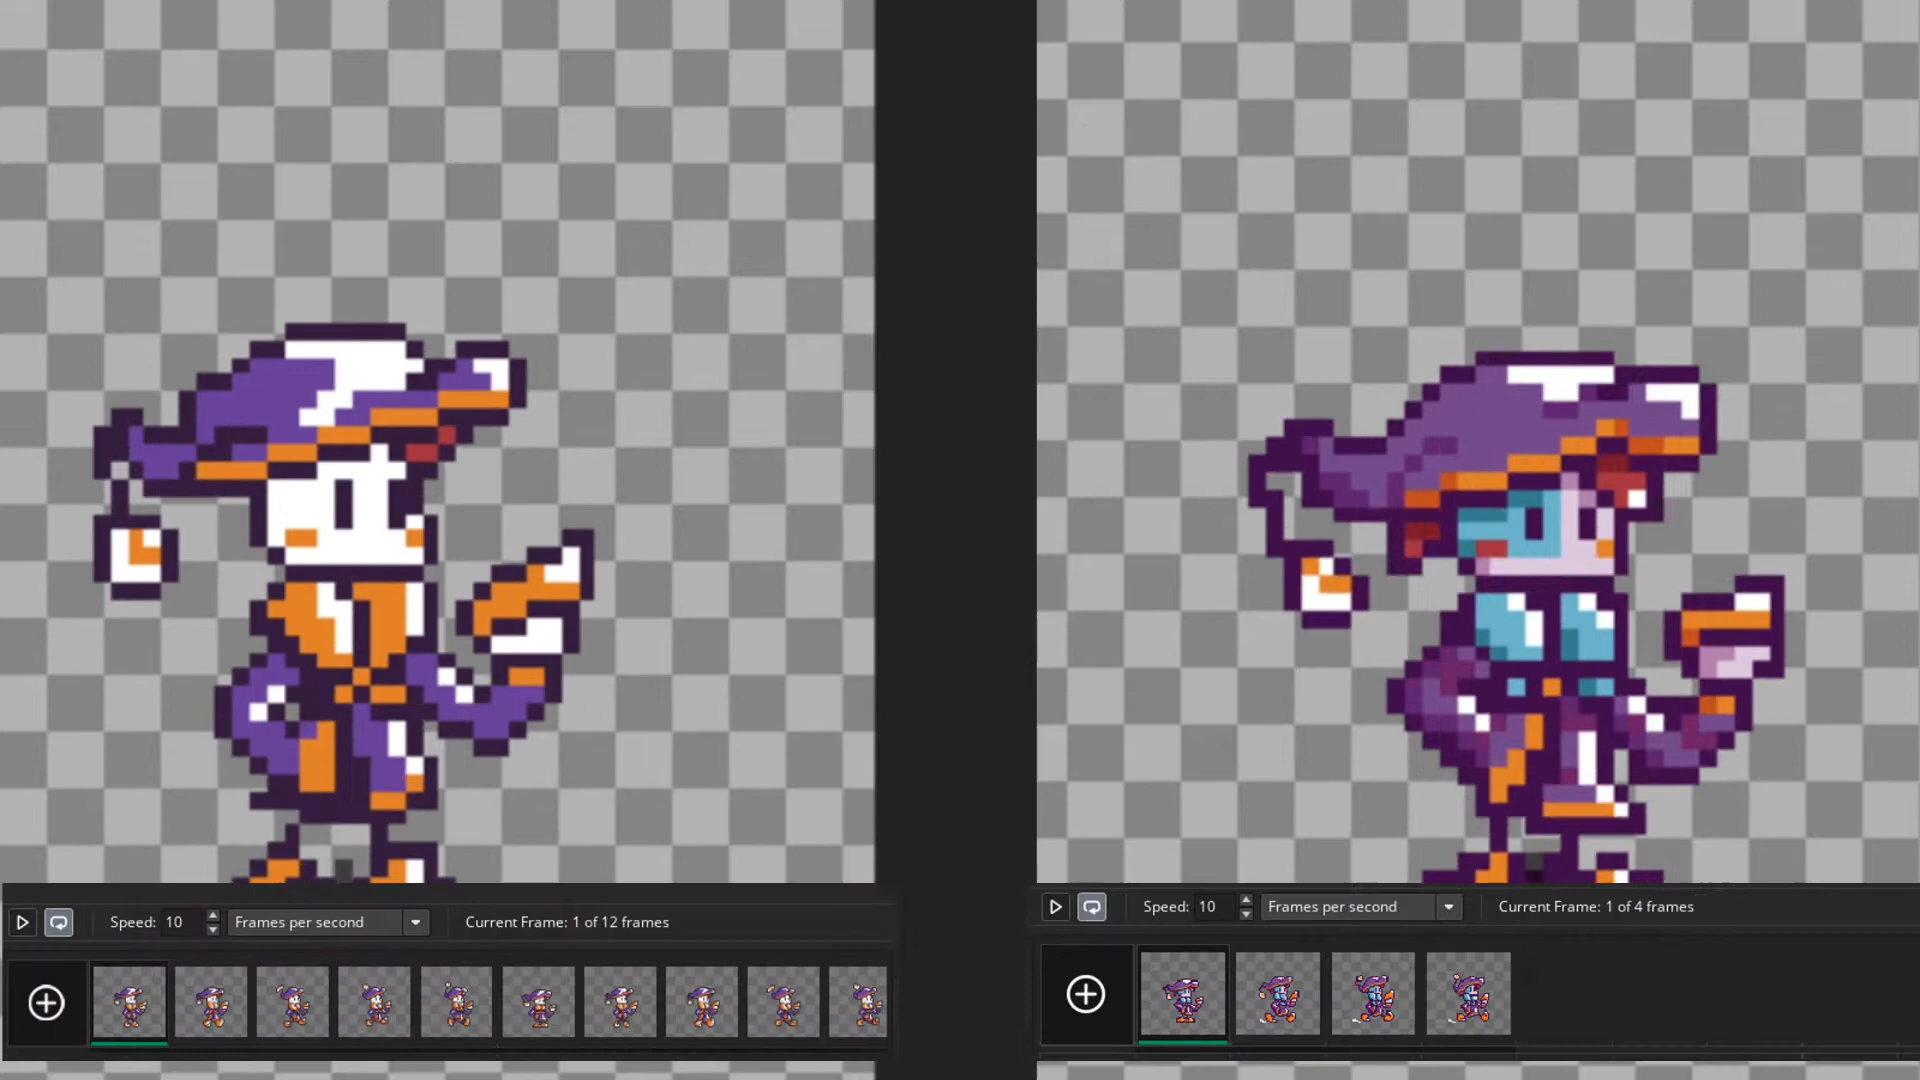 Speed: 10 Frames per second Current Frame: 1 of 12 frames
Speed: 10 Frames per second Current Frame: 1 of 4 frames